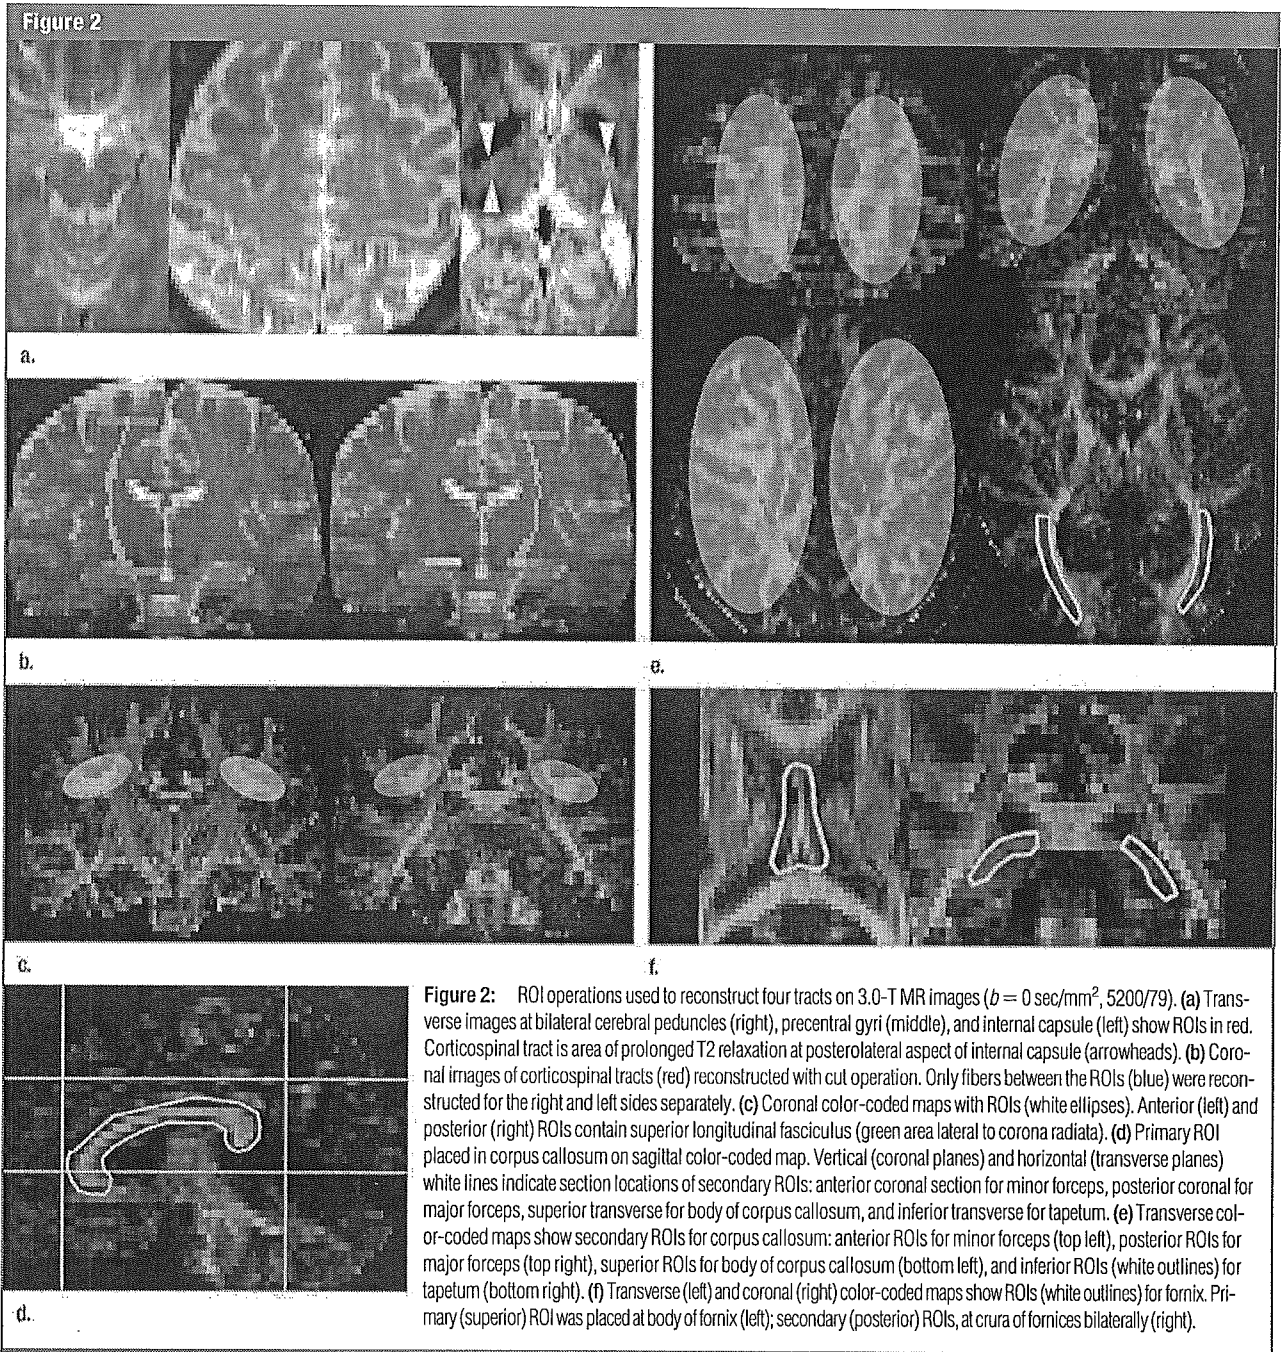 Figure 2
a.
b.
e.
c.
f.
d.
Figure 2: ROI operations used to reconstruct four tracts on 3.0-T MR images (b = 0 sec/mm², 5200/79). (a) Trans-
verse images at bilateral cerebral peduncles (right), precentral gyri (middle), and internal capsule (left) show ROIs in red.
Corticospinal tract is area of prolonged T2 relaxation at posterolateral aspect of internal capsule (arrowheads). (b) Coro-
nal images of corticospinal tracts (red) reconstructed with cut operation. Only fibers between the ROIs (blue) were recon-
structed for the right and left sides separately. (c) Coronal color-coded maps with ROIs (white ellipses). Anterior (left) and
posterior (right) ROIs contain superior longitudinal fasciculus (green area lateral to corona radiata). (d) Primary ROI
placed in corpus callosum on sagittal color-coded map. Vertical (coronal planes) and horizontal (transverse planes)
white lines indicate section locations of secondary ROIs: anterior coronal section for minor forceps, posterior coronal for
major forceps, superior transverse for body of corpus callosum, and inferior transverse for tapetum. (e) Transverse col-
or-coded maps show secondary ROIs for corpus callosum: anterior ROIs for minor forceps (top left), posterior ROIs for
major forceps (top right), superior ROIs for body of corpus callosum (bottom left), and inferior ROIs (white outlines) for
tapetum (bottom right). (f) Transverse (left) and coronal (right) color-coded maps show ROIs (white outlines) for fornix. Pri-
mary (superior) ROI was placed at body of fornix (left); secondary (posterior) ROIs, at crura of fornices bilaterally (right).